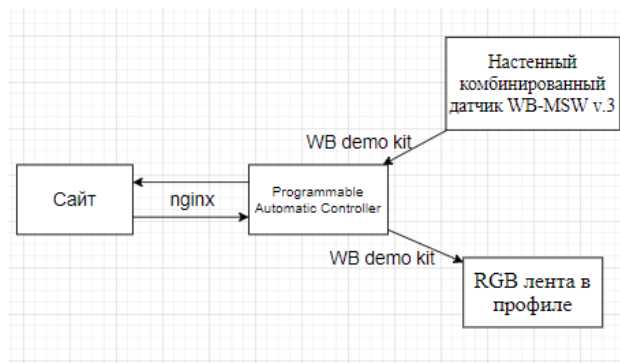 Настенный
комбинированный
датчик WB-MSW v.3
WB demo kit
Сайт
nginx
Programmable
Automatic Controller
WB demo kit
RGB лента в
профиле